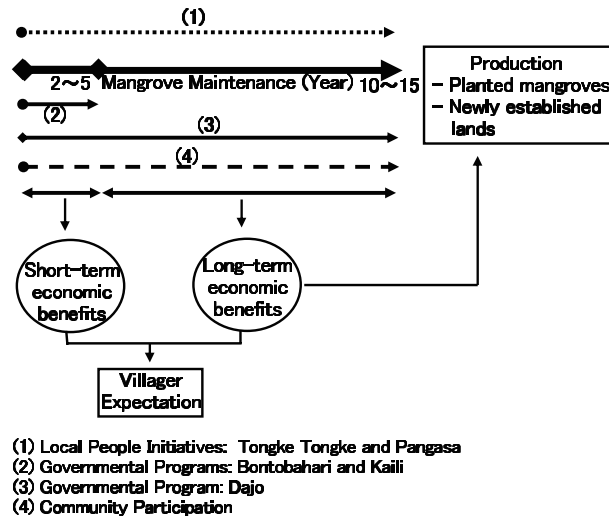 (1)
2~5 Mangrove Maintenance (Year) 10~15
(2)
(3)
(4)
Production
- Planted mangroves
- Newly established
lands
Short-term
economic
benefits
Long-term
economic
benefits
Villager
Expectation
(1) Local People Initiatives: Tongke Tongke and Pangasa
(2) Governmental Programs: Bontobahari and Kaili
(3) Governmental Program: Dajo
(4) Community Participation